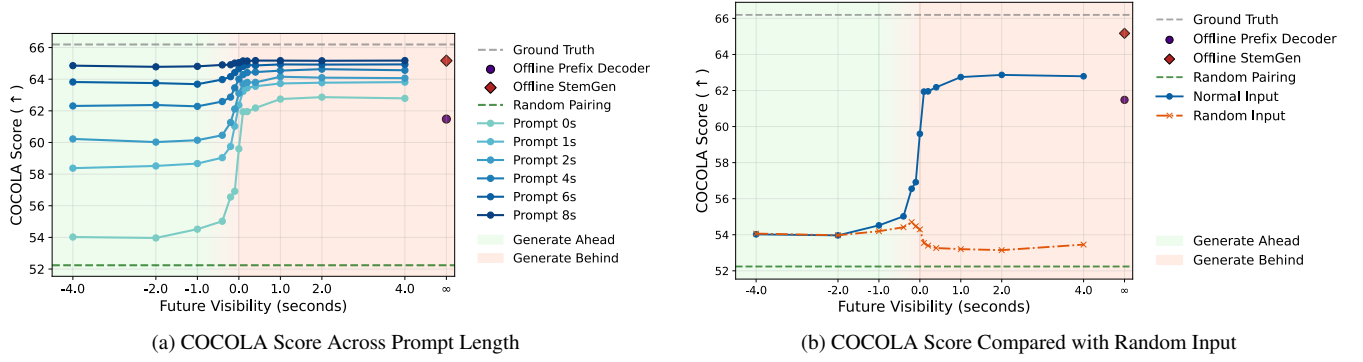 66
64
62
60
58
56
54
52
COCOLA Score (↑)
-4.0
-2.0
-1.0
0.0
1.0
2.0
4.0
∞
Future Visibility (seconds)
Ground Truth
Offline Prefix Decoder
Offline StemGen
Random Pairing
Prompt 0s
Prompt 1s
Prompt 2s
Prompt 4s
Prompt 6s
Prompt 8s
Generate Ahead
Generate Behind
(a) COCOLA Score Across Prompt Length
66
64
62
60
58
56
54
52
COCOLA Score (↑)
-4.0
-2.0
-1.0
0.0
1.0
2.0
4.0
∞
Future Visibility (seconds)
Ground Truth
Offline Prefix Decoder
Offline StemGen
Random Pairing
Normal Input
Random Input
Generate Ahead
Generate Behind
(b) COCOLA Score Compared with Random Input